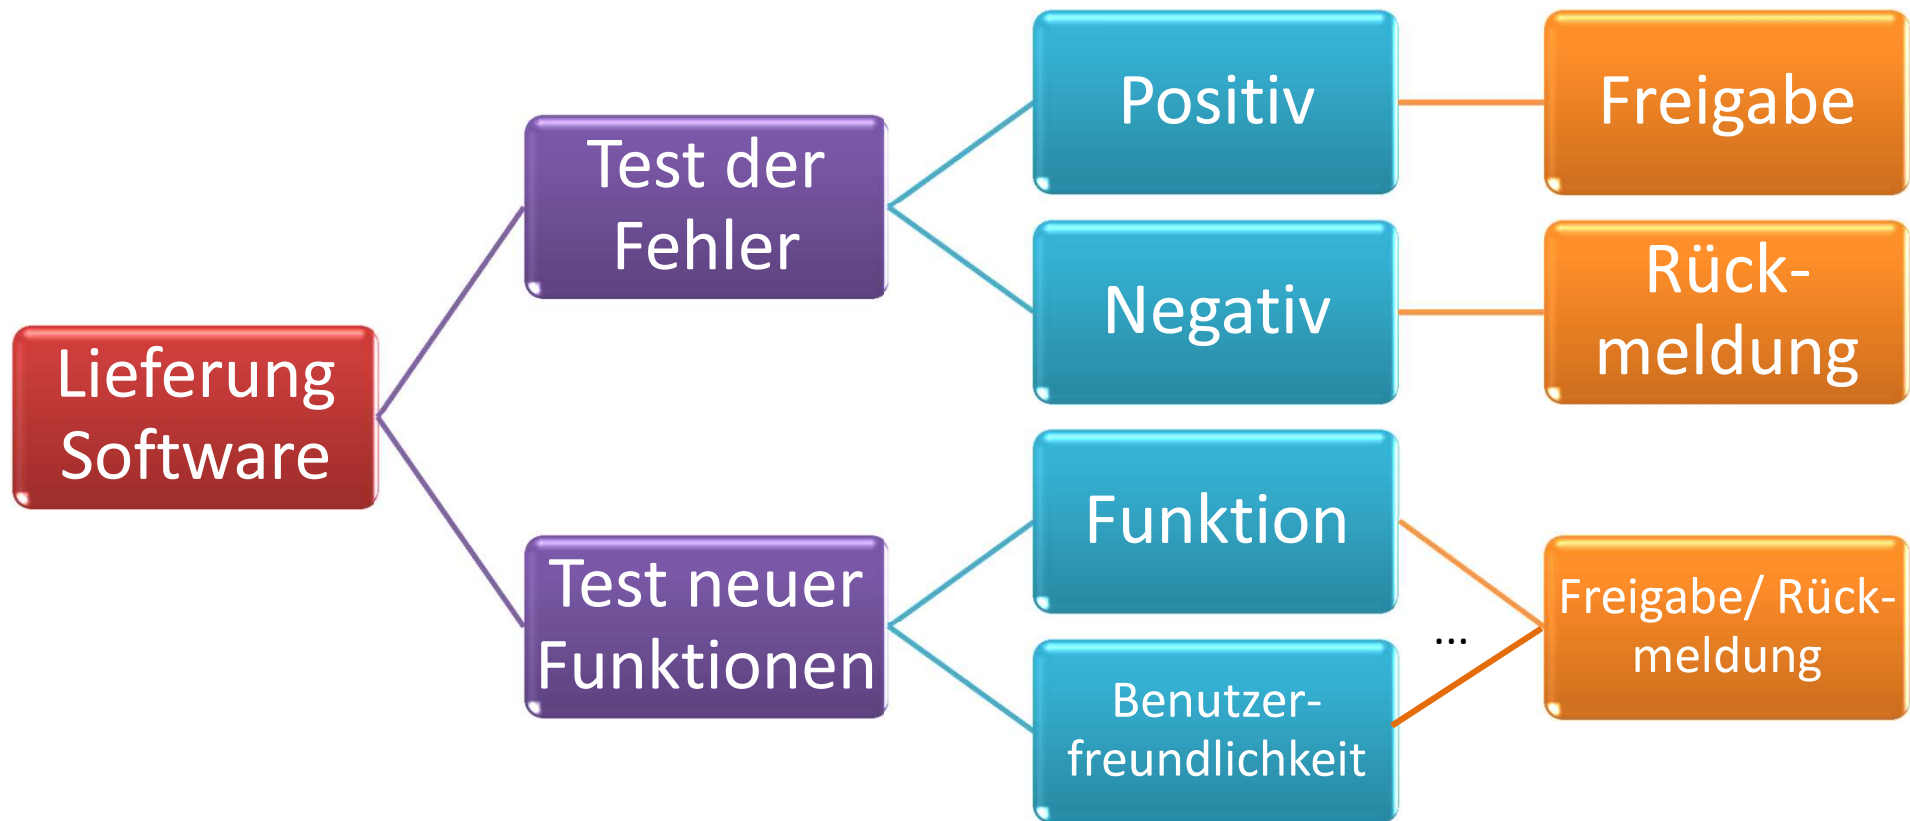 Lieferung
Software
Test der
Fehler
Test neuer
Funktionen
Positiv
Negativ
Funktion
Benutzer-
freundlichkeit
...
Freigabe
Rück-
meldung
Freigabe/ Rück-
meldung